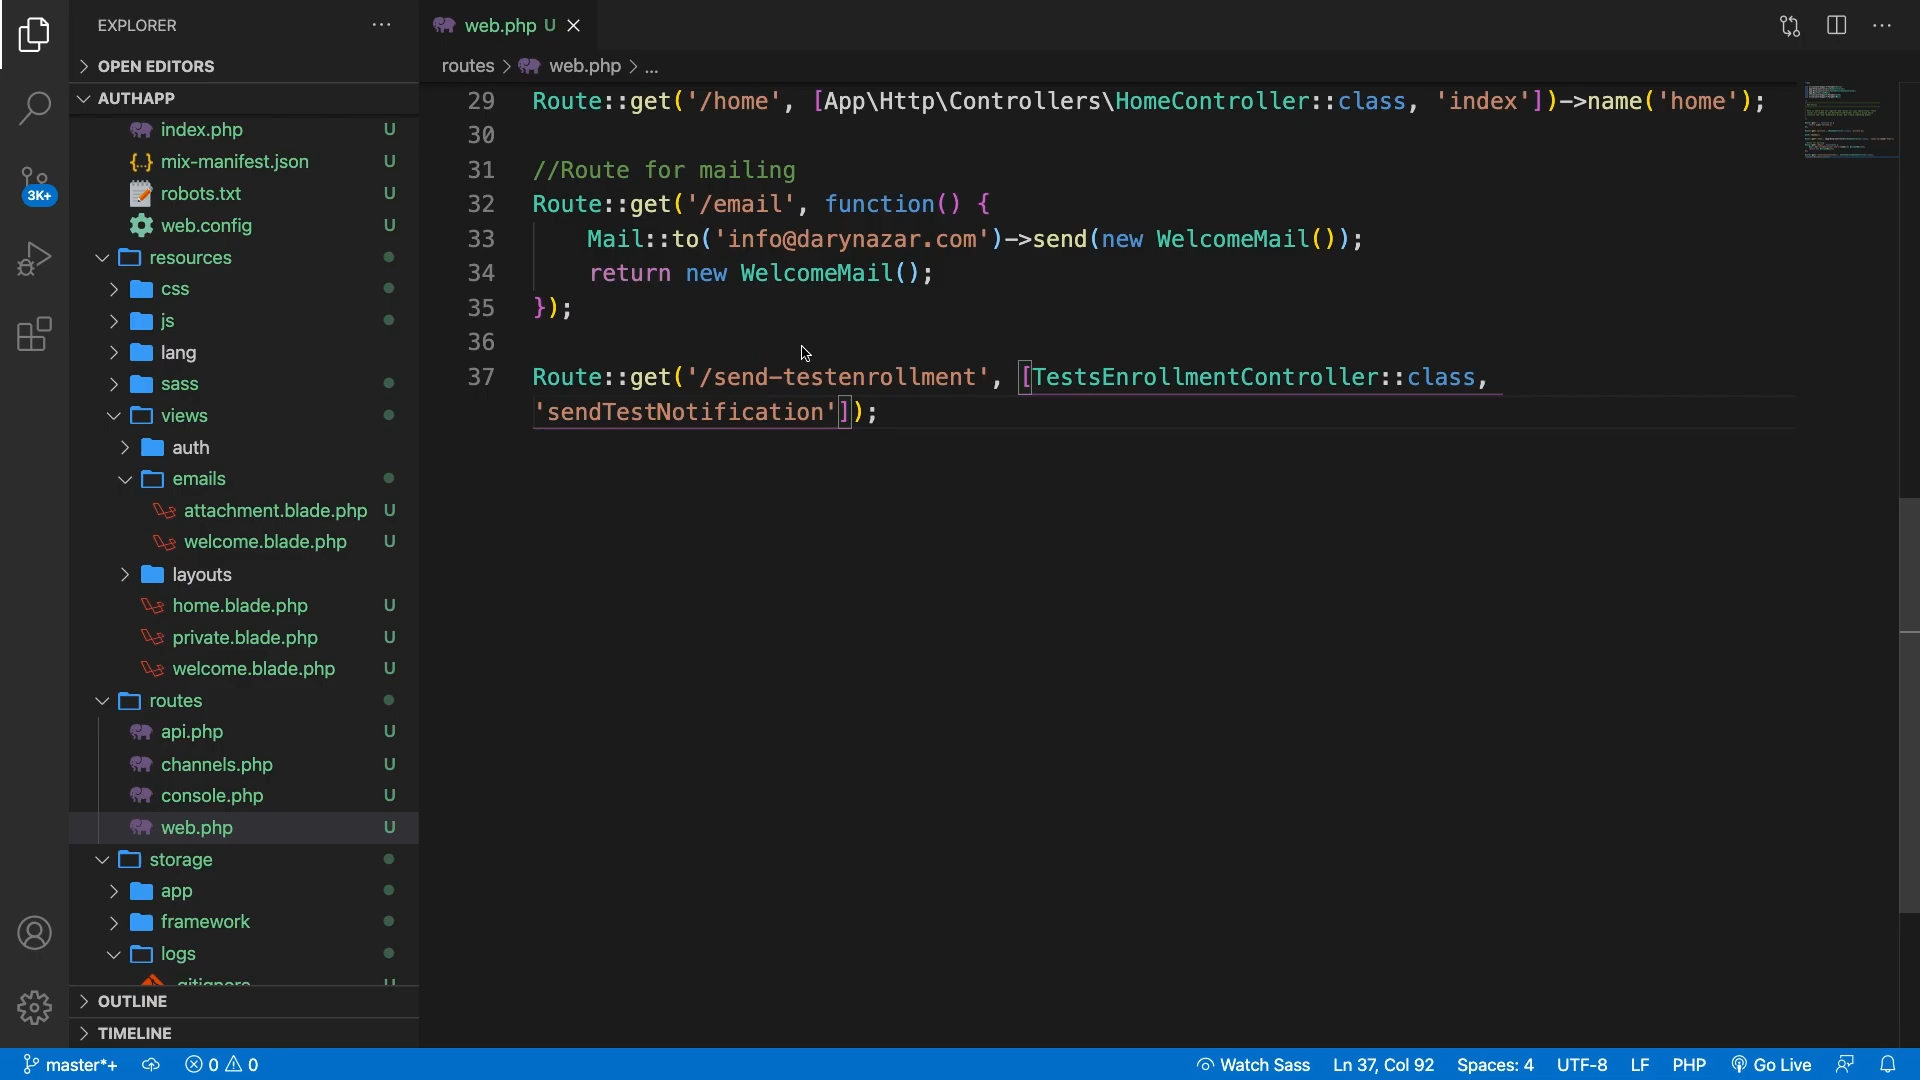 EXPLORER
OPEN EDITORS
AUTHAPP
index.php U
mix-manifest.json U
robots.txt U
web.config U
resources
css
js
lang
sass
views
auth
emails
attachment.blade.php U
welcome.blade.php U
layouts
home.blade.php U
private.blade.php U
welcome.blade.php U
routes
api.php U
channels.php U
console.php U
web.php U
storage
app
framework
logs
.gitignore U
OUTLINE
TIMELINE
3K+
web.php U
routes > web.php > ...
29 Route::get('/home', [App\Http\Controllers\HomeController::class, 'index'])->name('home');
30
31 //Route for mailing
32 Route::get('/email', function() {
33 Mail::to('info@darynazar.com')->send(new WelcomeMail());
34 return new WelcomeMail();
35 });
36
37 Route::get('/send-testenrollment', [TestsEnrollmentController::class,
'sendTestNotification']);
master*+ 0 0 Watch Sass Ln 37, Col 92 Spaces: 4 UTF-8 LF PHP Go Live